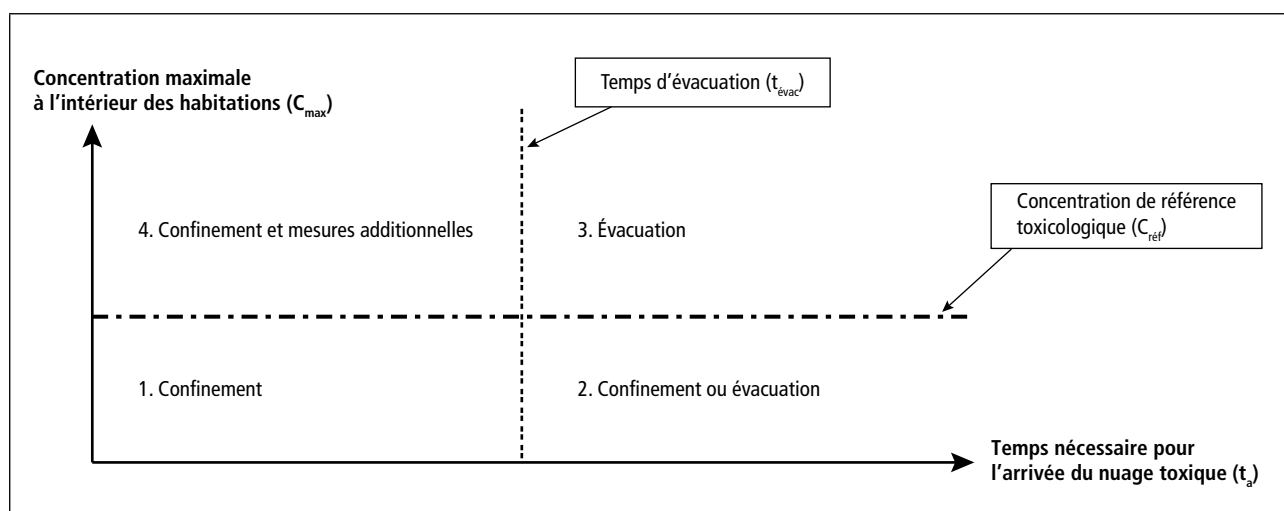 Concentration maximale
à l'intérieur des habitations (Cmax)
Temps d'évacuation (tévac)
Concentration de référence
toxicologique (Créf)
4. Confinement et mesures additionnelles
3. Évacuation
1. Confinement
2. Confinement ou évacuation
Temps nécessaire pour
l'arrivée du nuage toxique (ta)